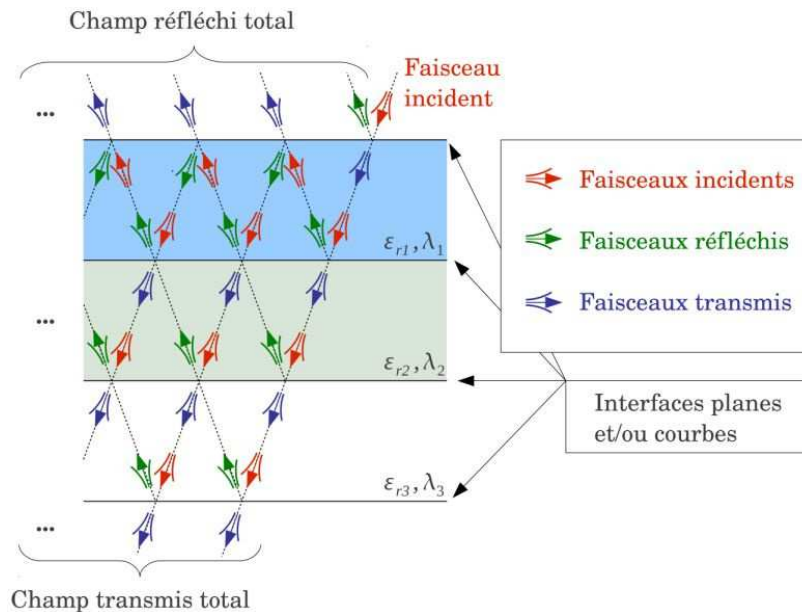 Champ réfléchi total
Faisceau
incident
...
Faisceaux incidents
Faisceaux réfléchis
Faisceaux transmis
εr1, λ1
...
εr2, λ2
Interfaces planes
et/ou courbes
εr3, λ3
...
Champ transmis total